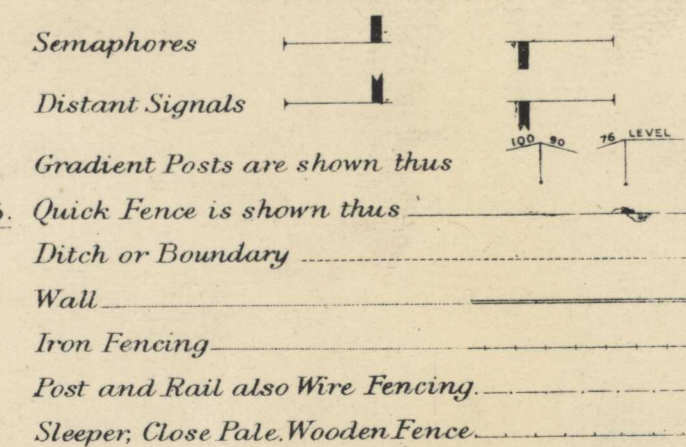 Semaphores
Distant Signals
Gradient Posts are shown thus 100 90 76 LEVEL
Quick Fence is shown thus
Ditch or Boundary
Wall
Iron Fencing
Post and Rail also Wire Fencing.
Sleeper, Close Pale, Wooden Fence